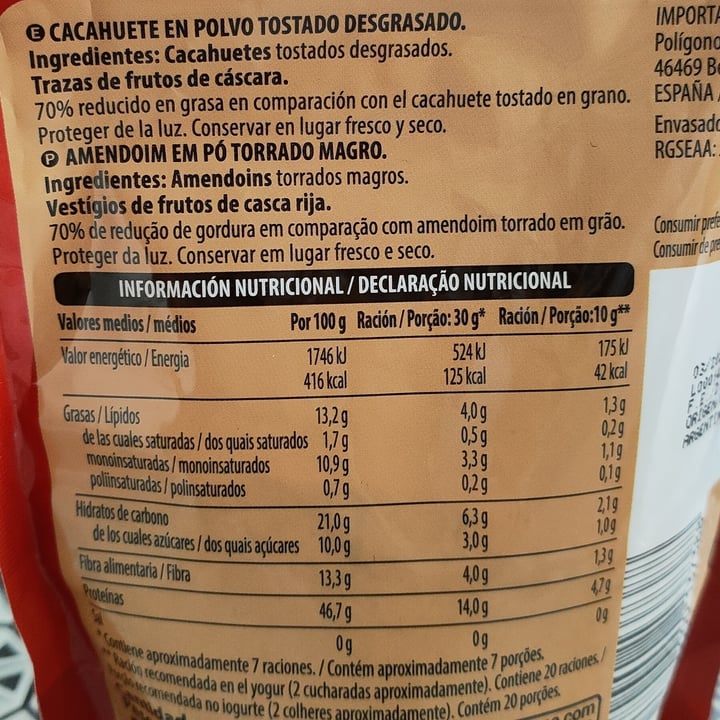 E CACAHUETE EN POLVO TOSTADO DESGRASADO.
Ingredientes: Cacahuetes tostados desgrasados.
Trazas de frutos de cáscara.
70% reducido en grasa en comparación con el cacahuete tostado en grano.
Proteger de la luz. Conservar en lugar fresco y seco.
P AMENDOIM EM PÓ TORRADO MAGRO.
Ingredientes: Amendoins torrados magros.
Vestígios de frutos de casca rija.
70% de redução de gordura em comparação com amendoim torrado em grão.
Proteger da luz. Conservar em lugar fresco e seco.
INFORMACIÓN NUTRICIONAL / DECLARAÇÃO NUTRICIONAL
Valores medios / médios Por 100 g Ración / Porção: 30 g* Ración / Porção:10 g**
Valor energético / Energia 1746 kJ 524 kJ 175 kJ
416 kcal 125 kcal 42 kcal
Grasas / Lípidos 13,2 g 4,0 g 1,3 g
de las cuales saturadas / dos quais saturados 1,7 g 0,5 g 0,2 g
monoinsaturadas / monoinsaturados 10,9 g 3,3 g 1,1 g
poliinsaturadas / polinsaturados 0,7 g 0,2 g 0,1 g
Hidratos de carbono 21,0 g 6,3 g 2,1 g
de los cuales azúcares / dos quais açúcares 10,0 g 3,0 g 1,0 g
Fibra alimentaria / Fibra 13,3 g 4,0 g 1,3 g
Proteínas 46,7 g 14,0 g 4,7 g
Sal 0 g 0 g 0 g
* Contiene aproximadamente 7 raciones. / Contém aproximadamente 7 porções.
** Ración recomendada en el yogur (2 cucharadas aproximadamente). Contiene 20 raciones. /
recomendada no iogurte (2 colheres aproximadamente). Contém 20 porções.
.com
Polígono
46469
ESPAÑA
Envasado
RGSEAA:
Consumir
Consumir de